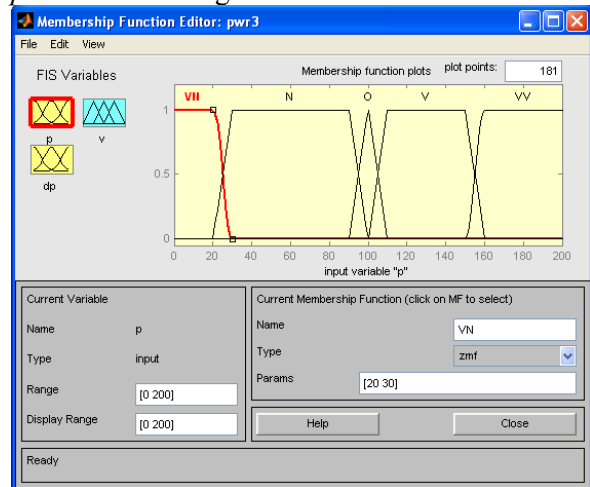 Membership Function Editor: pwr3
File Edit View
FIS Variables
p
v
dp
Membership function plots plot points: 181
VN N O V VV
1
0.5
0
0 20 40 60 80 100 120 140 160 180 200
input variable "p"
Current Variable
Name p
Type input
Range [0 200]
Display Range [0 200]
Current Membership Function (click on MF to select)
Name VN
Type zmf
Params [20 30]
Help Close
Ready